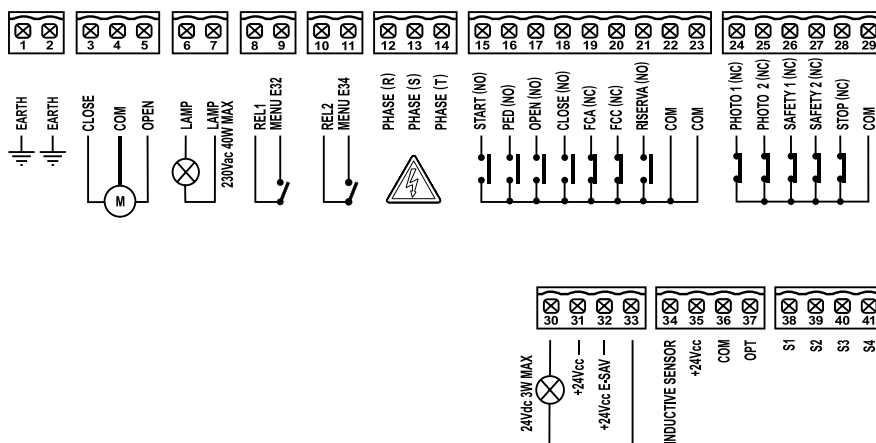 1 2 3 4 5 6 7 8 9 10 11 12 13 14 15 16 17 18 19 20 21 22 23 24 25 26 27 28 29
EARTH
EARTH
CLOSE
COM
OPEN
LAMP
LAMP
230Vac 40W MAX
REL1
MENU E32
REL2
MENU E34
PHASE (R)
PHASE (S)
PHASE (T)
START (NO)
PED (NO)
OPEN (NO)
CLOSE (NO)
FCA (NC)
FCC (NC)
RISERVA (NO)
COM
COM
PHOTO 1 (NC)
PHOTO 2 (NC)
SAFETY 1 (NC)
SAFETY 2 (NC)
STOP (NC)
COM
M
30 31 32 33 34 35 36 37 38 39 40 41
24Vdc 3W MAX
+24Vcc
+24Vcc E-SAV
INDUCTIVE SENSOR
+24Vcc
COM
OPT
S1
S2
S3
S4